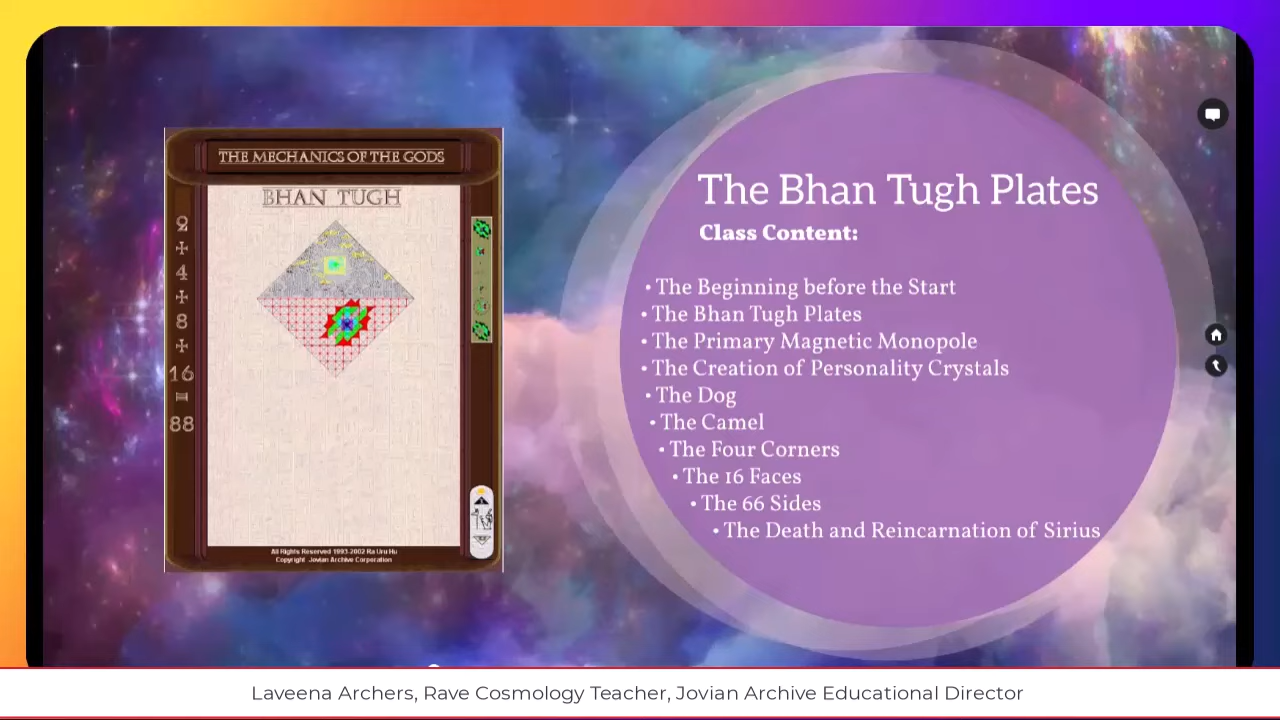 THE MECHANICS OF THE GODS
BHAN TUGH
2
4
8
16
88
All Rights Reserved 1993-2002 Ra Uru Hu
Copyright Jovian Archive Corporation
The Bhan Tugh Plates
Class Content:
• The Beginning before the Start
• The Bhan Tugh Plates
• The Primary Magnetic Monopole
• The Creation of Personality Crystals
• The Dog
• The Camel
• The Four Corners
• The 16 Faces
• The 66 Sides
• The Death and Reincarnation of Sirius
Laveena Archers, Rave Cosmology Teacher, Jovian Archive Educational Director